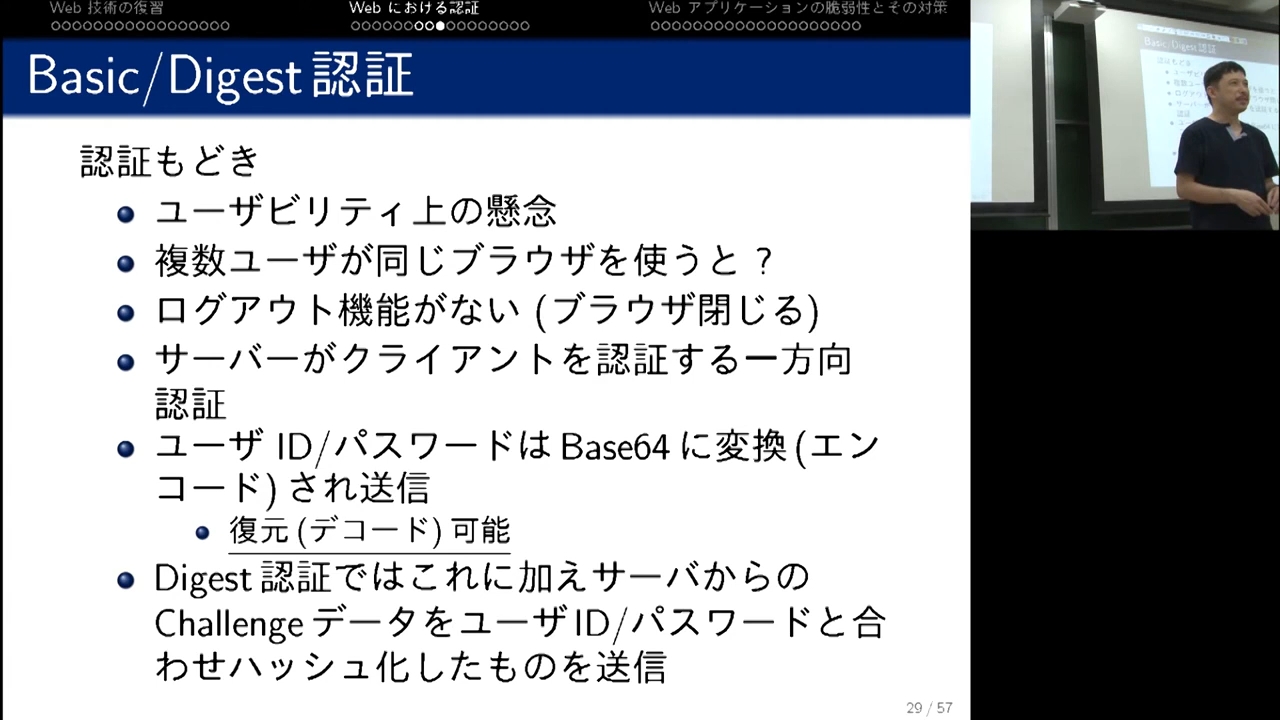 Web 技術の復習
Web における認証
Web アプリケーションの脆弱性とその対策
Basic/Digest 認証
認証もどき
ユーザビリティ上の懸念
複数ユーザが同じブラウザを使うと？
ログアウト機能がない (ブラウザ閉じる)
サーバーがクライアントを認証する一方向
認証
ユーザ ID/パスワードは Base64 に変換 (エン
コード) され送信
復元 (デコード) 可能
Digest 認証ではこれに加えサーバからの
Challenge データをユーザ ID/パスワードと合
わせハッシュ化したものを送信
29 / 57
Basic/Digest 認証
認証もどき